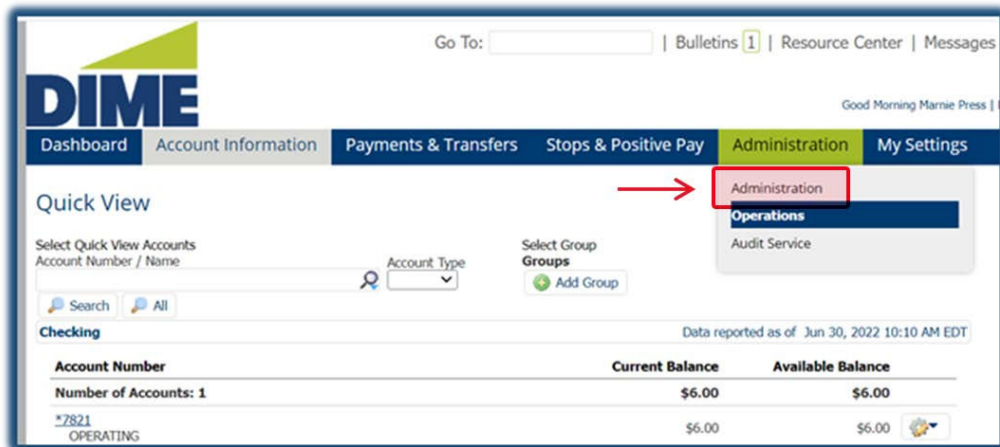 Go To: | Bulletins 1 | Resource Center | Messages
DIME
Good Morning Marnie Press |
Dashboard Account Information Payments & Transfers Stops & Positive Pay Administration My Settings
Administration
Operations
Audit Service
Quick View
Select Quick View Accounts
Account Number / Name
Account Type
Select Group
Groups
Add Group
Search All
Checking Data reported as of Jun 30, 2022 10:10 AM EDT
Account Number Current Balance Available Balance
Number of Accounts: 1 $6.00 $6.00
*7821
OPERATING $6.00 $6.00